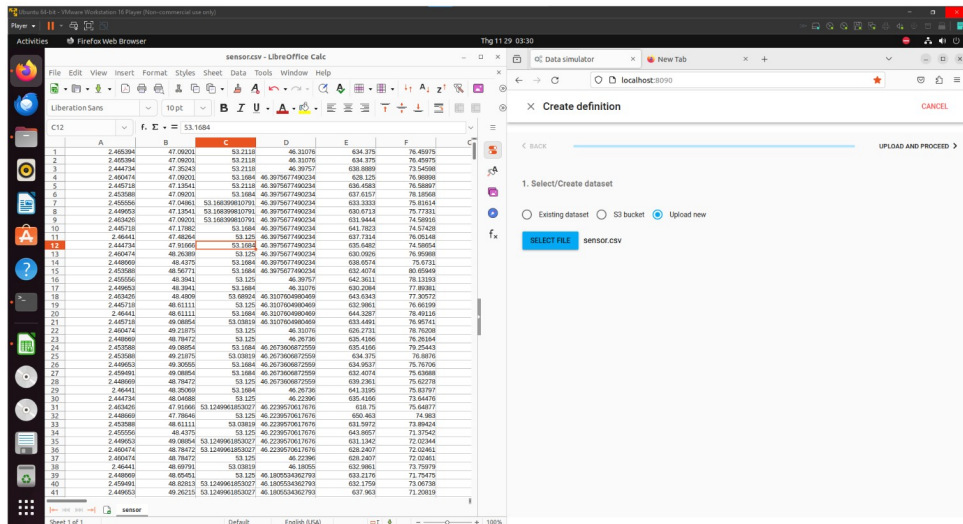 Ubuntu 64-bit - VMware Workstation 16 Player (Non-commercial use only)
Player
Activities
Firefox Web Browser
Thg 11 29 03:30
sensor.csv - LibreOffice Calc
File Edit View Insert Format Styles Sheet Data Tools Window Help
Liberation Sans
10 pt
C12
53.1684
A B C D E F
1 2.465394 47.09201 53.2118 46.31076 634.375 76.45975
2 2.465394 47.09201 53.2118 46.31076 634.375 76.45975
3 2.444734 47.35243 53.2118 46.39757 638.8889 73.54598
4 2.460474 47.09201 53.1684 46.3975677490234 628.125 76.98898
5 2.445718 47.13541 53.2118 46.3975677490234 636.4583 76.58897
6 2.453588 47.09201 53.1684 46.3975677490234 637.6157 78.18568
7 2.455556 47.04861 53.168399810791 46.3975677490234 633.3333 75.81614
8 2.449653 47.13541 53.168399810791 46.3975677490234 630.6713 75.77331
9 2.463426 47.09201 53.168399810791 46.3975677490234 631.9444 74.58916
10 2.445718 47.17882 53.1684 46.3975677490234 641.7823 74.57428
11 2.46441 47.48264 53.125 46.3975677490234 637.7314 76.05148
12 2.444734 47.91666 53.1684 46.3975677490234 635.6482 74.58654
13 2.460474 48.26389 53.125 46.3975677490234 630.0926 76.95988
14 2.448669 48.4375 53.1684 46.3975677490234 638.6574 75.6731
15 2.453588 48.56771 53.1684 46.3975677490234 632.4074 80.65949
16 2.455556 48.3941 53.125 46.39757 642.3611 78.13193
17 2.449653 48.3941 53.1684 46.31076 630.2084 77.89381
18 2.463426 48.4809 53.68924 46.3107604980469 643.6343 77.30572
19 2.445718 48.61111 53.125 46.3107604980469 632.9861 76.66199
20 2.46441 48.61111 53.1684 46.3107604980469 644.3287 78.49116
21 2.445718 49.08854 53.03819 46.3107604980469 633.4491 76.95741
22 2.460474 49.21875 53.125 46.31076 626.2731 78.76208
23 2.448669 48.78472 53.125 46.26736 635.4166 76.26164
24 2.453588 49.08854 53.1684 46.2673606872559 635.4166 79.25443
25 2.453588 49.21875 53.03819 46.2673606872559 634.375 76.8876
26 2.449653 49.30555 53.1684 46.2673606872559 634.9537 75.76706
27 2.459491 48.91493 53.1684 46.2673606872559 632.4074 75.63688
28 2.448669 48.78472 53.125 46.2673606872559 639.2361 75.62278
29 2.46441 48.35069 53.1684 46.26736 641.3195 75.83797
30 2.444734 48.04688 53.125 46.22396 635.4166 73.64476
31 2.463426 47.91666 53.1249961853027 46.2239570617676 618.75 75.64877
32 2.448669 47.78646 53.125 46.2239570617676 650.463 74.983
33 2.453588 48.61111 53.03819 46.2239570617676 631.5972 73.89424
34 2.455556 48.4375 53.125 46.2239570617676 643.8657 71.37542
35 2.449653 49.08854 53.1249961853027 46.2239570617676 631.1342 72.02344
36 2.460474 48.78472 53.1249961853027 46.2239570617676 628.2407 72.02461
37 2.460474 48.78472 53.125 46.22396 628.2407 72.02461
38 2.46441 48.69791 53.03819 46.18055 632.9861 73.75979
39 2.448669 48.65451 53.125 46.1805534362793 633.2176 71.75475
40 2.459491 48.82813 53.1249961853027 46.1805534362793 632.1759 73.06738
41 2.449653 49.26215 53.1249961853027 46.1805534362793 637.963 71.20819
sensor
Sheet 1 of 1
Default
English (USA)
100%
Data simulator
New Tab
localhost:8090
Create definition
CANCEL
BACK
UPLOAD AND PROCEED
1. Select/Create dataset
Existing dataset
S3 bucket
Upload new
SELECT FILE
sensor.csv